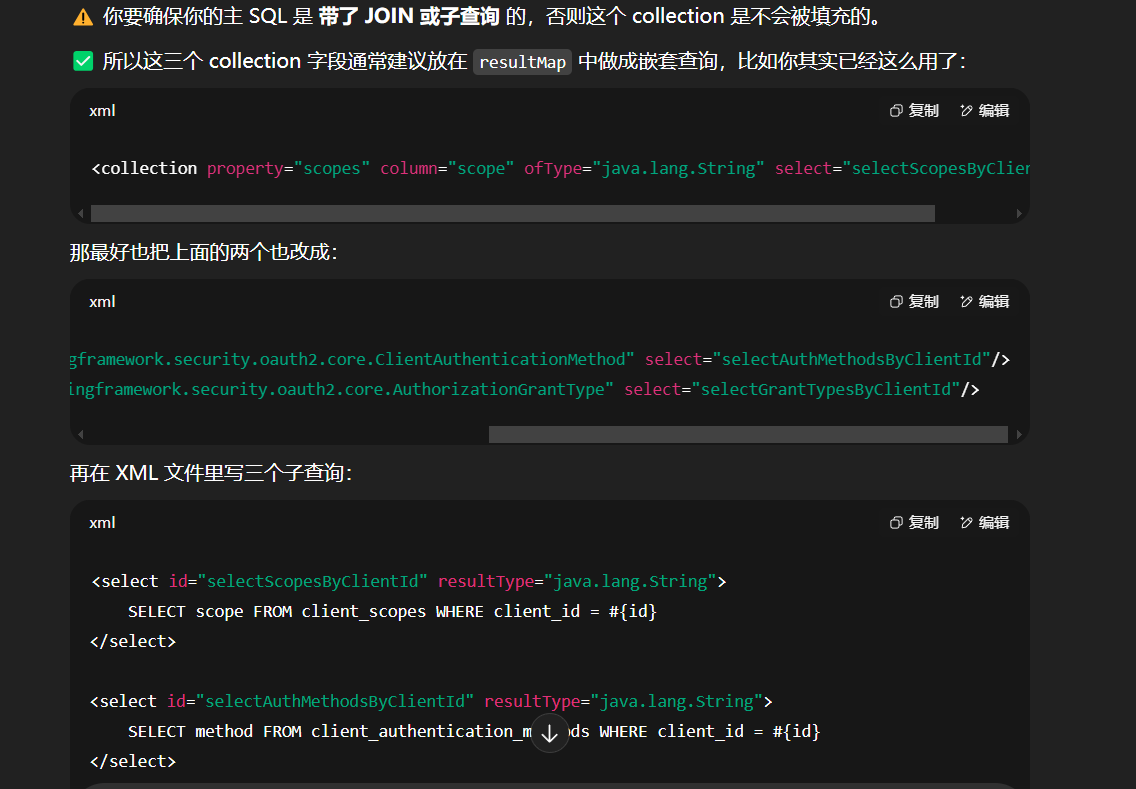 ⚠️ 你要确保你的主 SQL 是 带了 JOIN 或子查询 的，否则这个 collection 是不会被填充的。
✅ 所以这三个 collection 字段通常建议放在 resultMap 中做成嵌套查询，比如你其实已经这么用了：
xml 复制 编辑
<collection property="scopes" column="scope" ofType="java.lang.String" select="selectScopesByClien
那最好也把上面的两个也改成：
xml 复制 编辑
gframework.security.oauth2.core.ClientAuthenticationMethod" select="selectAuthMethodsByClientId"/>
ingframework.security.oauth2.core.AuthorizationGrantType" select="selectGrantTypesByClientId"/>
再在 XML 文件里写三个子查询：
xml 复制 编辑
<select id="selectScopesByClientId" resultType="java.lang.String">
SELECT scope FROM client_scopes WHERE client_id = #{id}
</select>
<select id="selectAuthMethodsByClientId" resultType="java.lang.String">
SELECT method FROM client_authentication_m ds WHERE client_id = #{id}
</select>